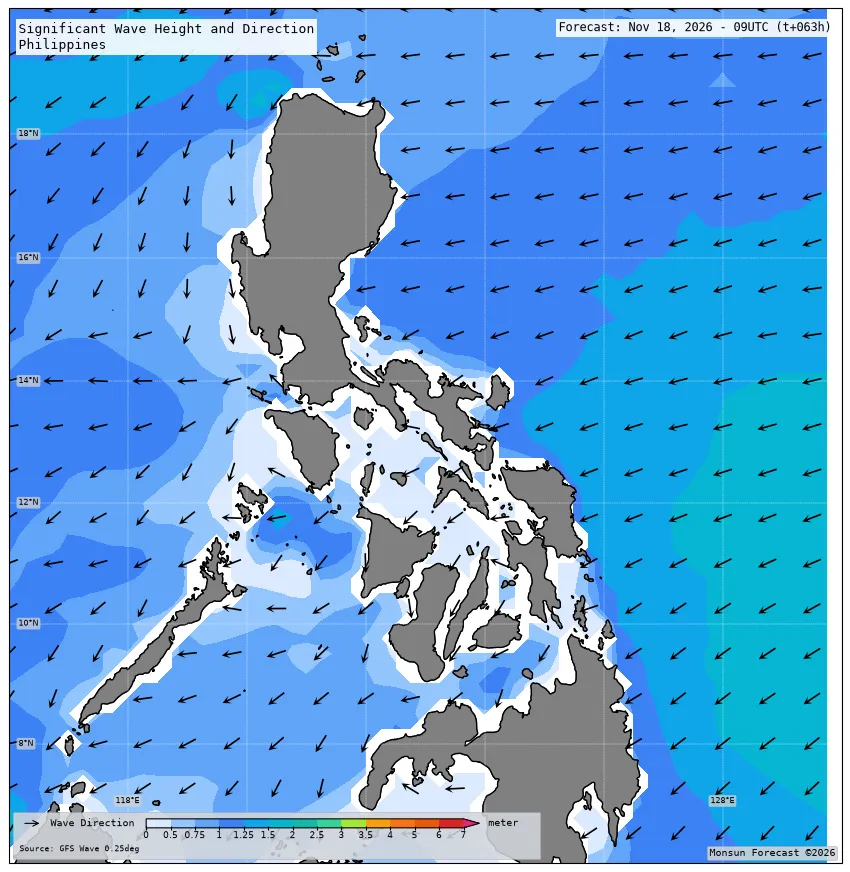 Significant Wave Height and Direction
Philippines
Forecast: Nov 18, 2026 - 09UTC (t+063h)
18°N
16°N
14°N
12°N
10°N
8°N
118°E
128°E
Wave Direction
0 0.5 0.75 1 1.25 1.5 2 2.5 3 3.5 4 5 6 7
meter
Source: GFS Wave 0.25deg
Monsun Forecast ©2026